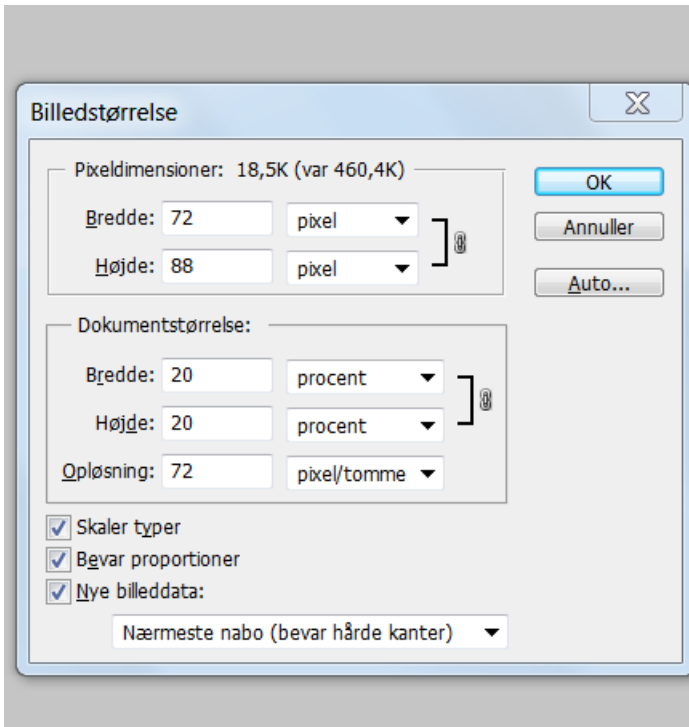 Billedstørrelse
Pixeldimensioner: 18,5K (var 460,4K)
Bredde: 72 pixel
Højde: 88 pixel
OK
Annuller
Auto...
Dokumentstørrelse:
Bredde: 20 procent
Højde: 20 procent
Opløsning: 72 pixel/tomme
Skaler typer
Bevar proportioner
Nye billeddata:
Nærmeste nabo (bevar hårde kanter)